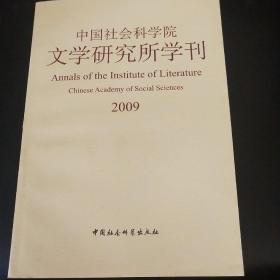 中国社会科学院
文学研究所学刊
Annals of the Institute of Literature
Chinese Academy of Social Sciences
2009
中国社会科学出版社